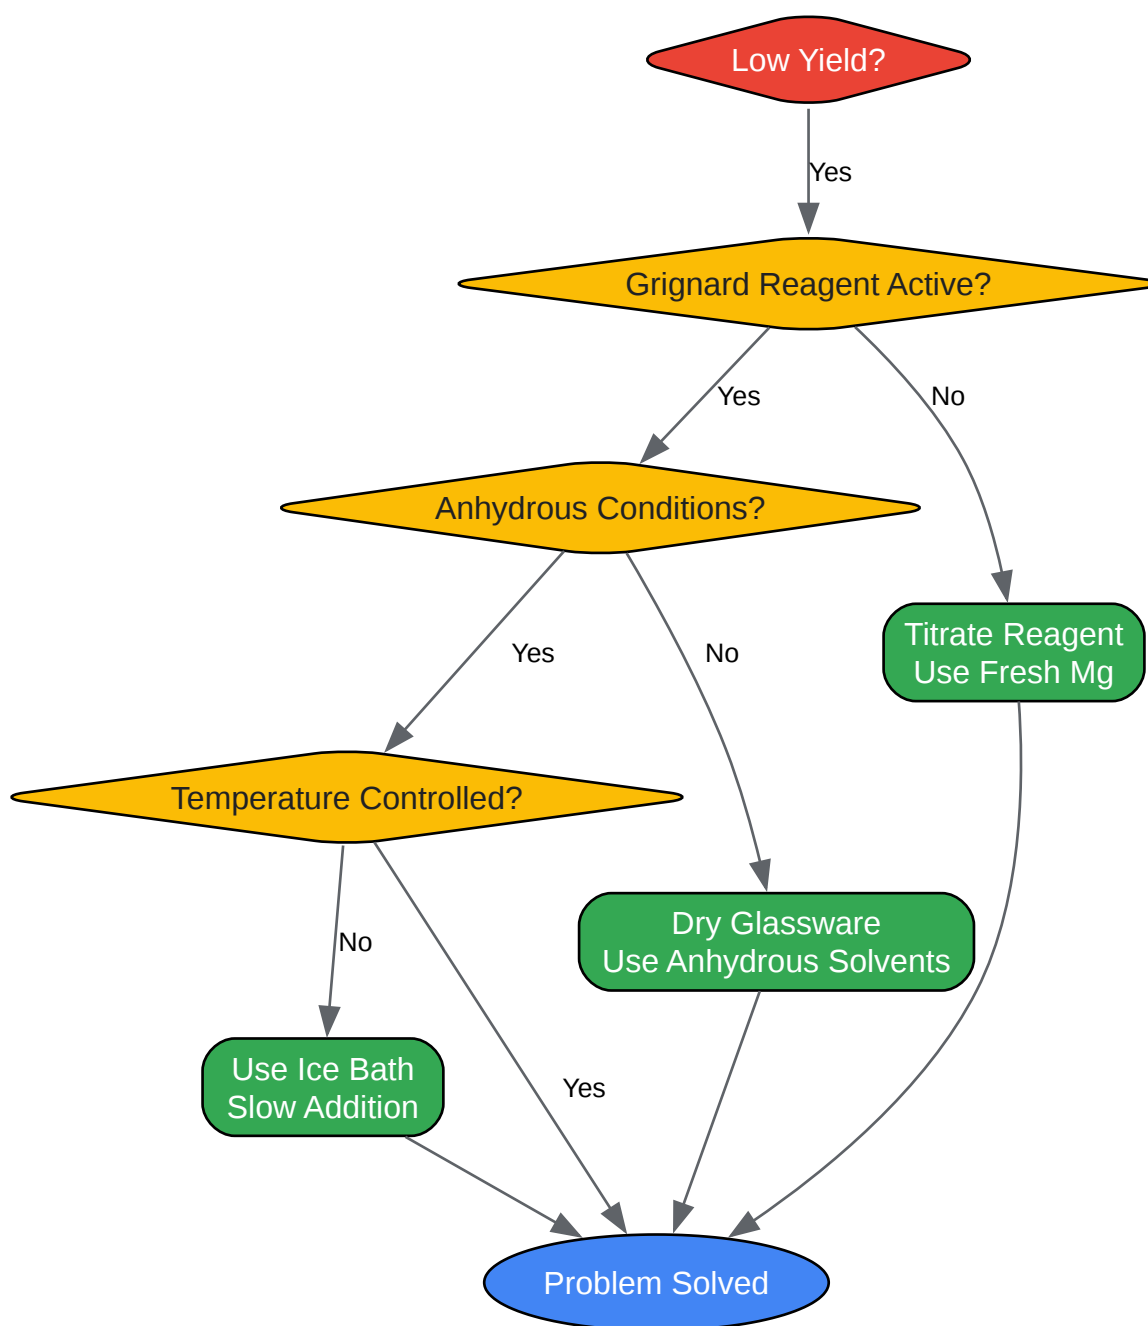 Low Yield?
Yes
Grignard Reagent Active?
Yes
No
Anhydrous Conditions?
Titrate Reagent
Use Fresh Mg
Yes
No
Temperature Controlled?
Dry Glassware
Use Anhydrous Solvents
No
Use Ice Bath
Slow Addition
Yes
Problem Solved